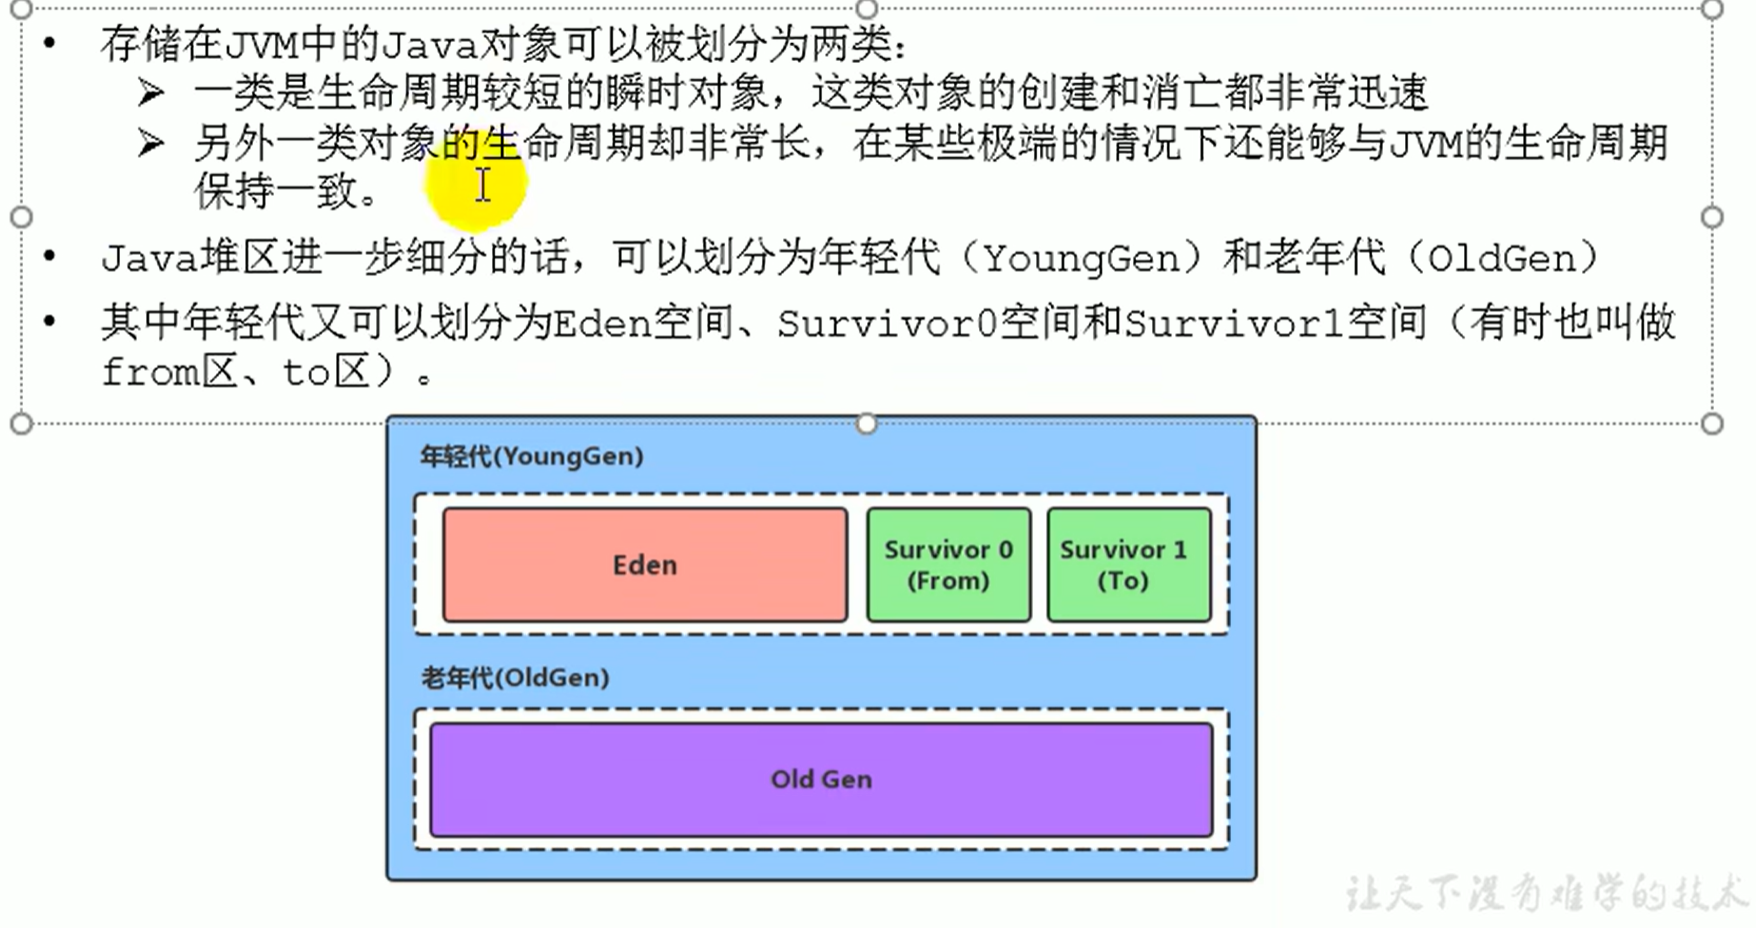 • 存储在JVM中的Java对象可以被划分为两类：
➢ 一类是生命周期较短的瞬时对象，这类对象的创建和消亡都非常迅速
➢ 另外一类对象的生命周期却非常长，在某些极端的情况下还能够与JVM的生命周期
保持一致。
• Java堆区进一步细分的话，可以划分为年轻代（YoungGen）和老年代（OldGen）
• 其中年轻代又可以划分为Eden空间、Survivor0空间和Survivor1空间（有时也叫做
from区、to区）。
年轻代(YoungGen)
Eden
Survivor 0
(From)
Survivor 1
(To)
老年代(OldGen)
Old Gen
让天下没有难学的技术